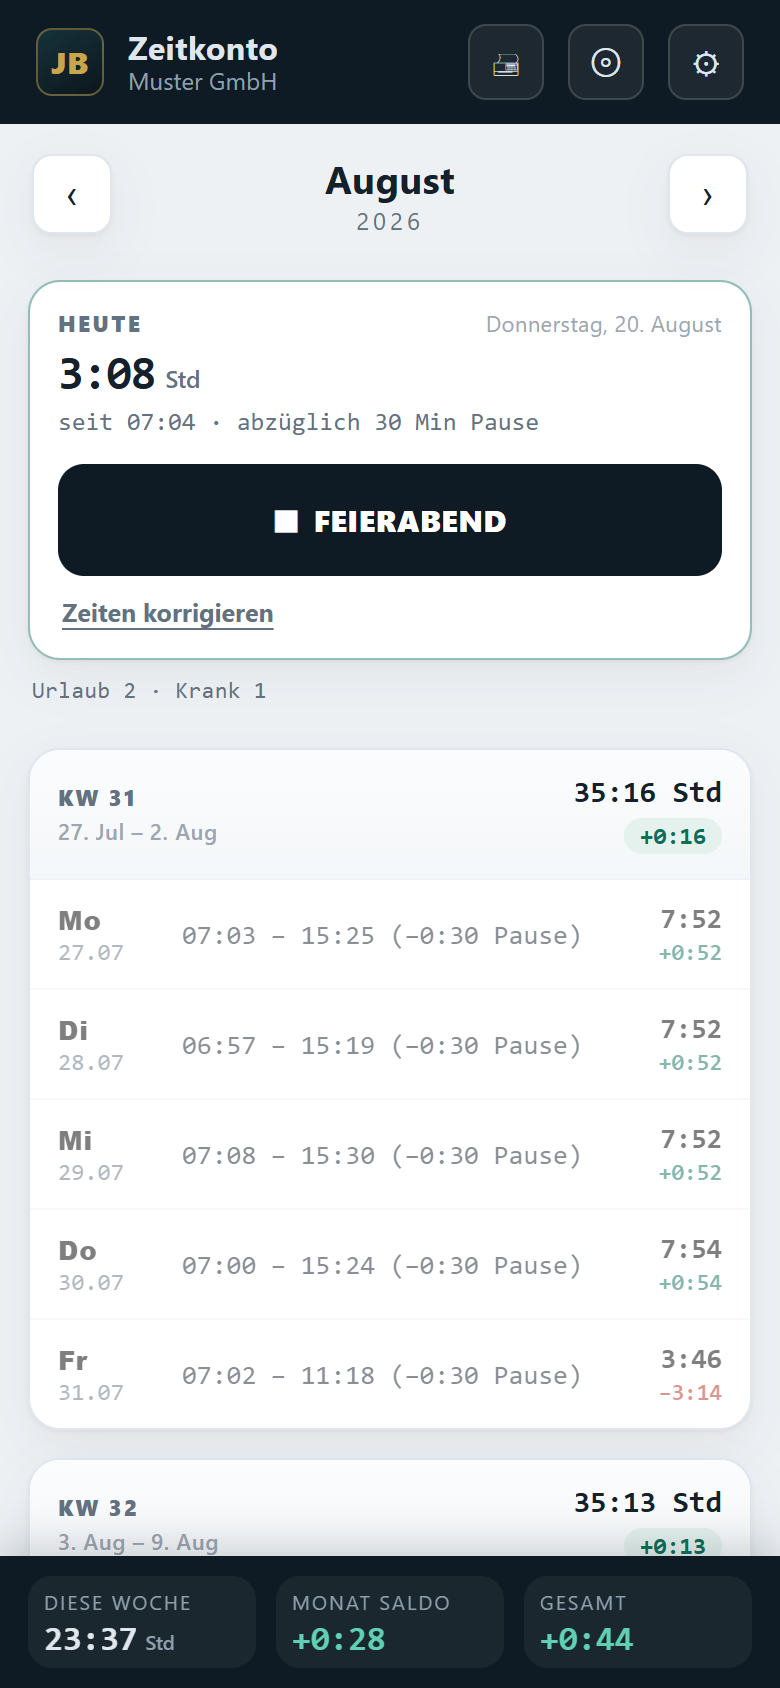 JB
Zeitkonto
Muster GmbH
‹
August
2026
›
HEUTE
Donnerstag, 20. August
3:08 Std
seit 07:04 · abzüglich 30 Min Pause
■ FEIERABEND
Zeiten korrigieren
Urlaub 2 · Krank 1
KW 31
35:16 Std
27. Jul – 2. Aug
+0:16
Mo
07:03 – 15:25 (–0:30 Pause)
7:52
27.07
+0:52
Di
06:57 – 15:19 (–0:30 Pause)
7:52
28.07
+0:52
Mi
07:08 – 15:30 (–0:30 Pause)
7:52
29.07
+0:52
Do
07:00 – 15:24 (–0:30 Pause)
7:54
30.07
+0:54
Fr
07:02 – 11:18 (–0:30 Pause)
3:46
31.07
–3:14
KW 32
35:13 Std
3. Aug – 9. Aug
+0:13
DIESE WOCHE
23:37 Std
MONAT SALDO
+0:28
GESAMT
+0:44